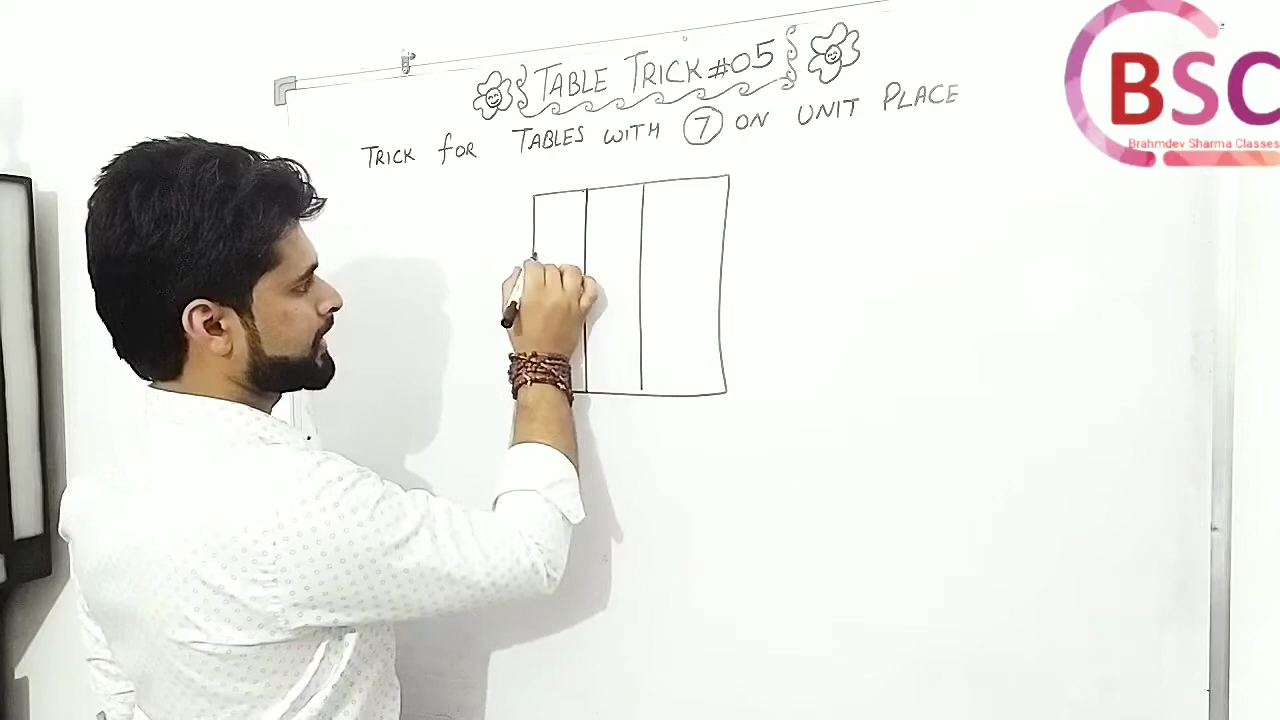 TABLE TRICK #05
TRICK FOR TABLES WITH 7 ON UNIT PLACE
BSC
Brahmdev Sharma Classes